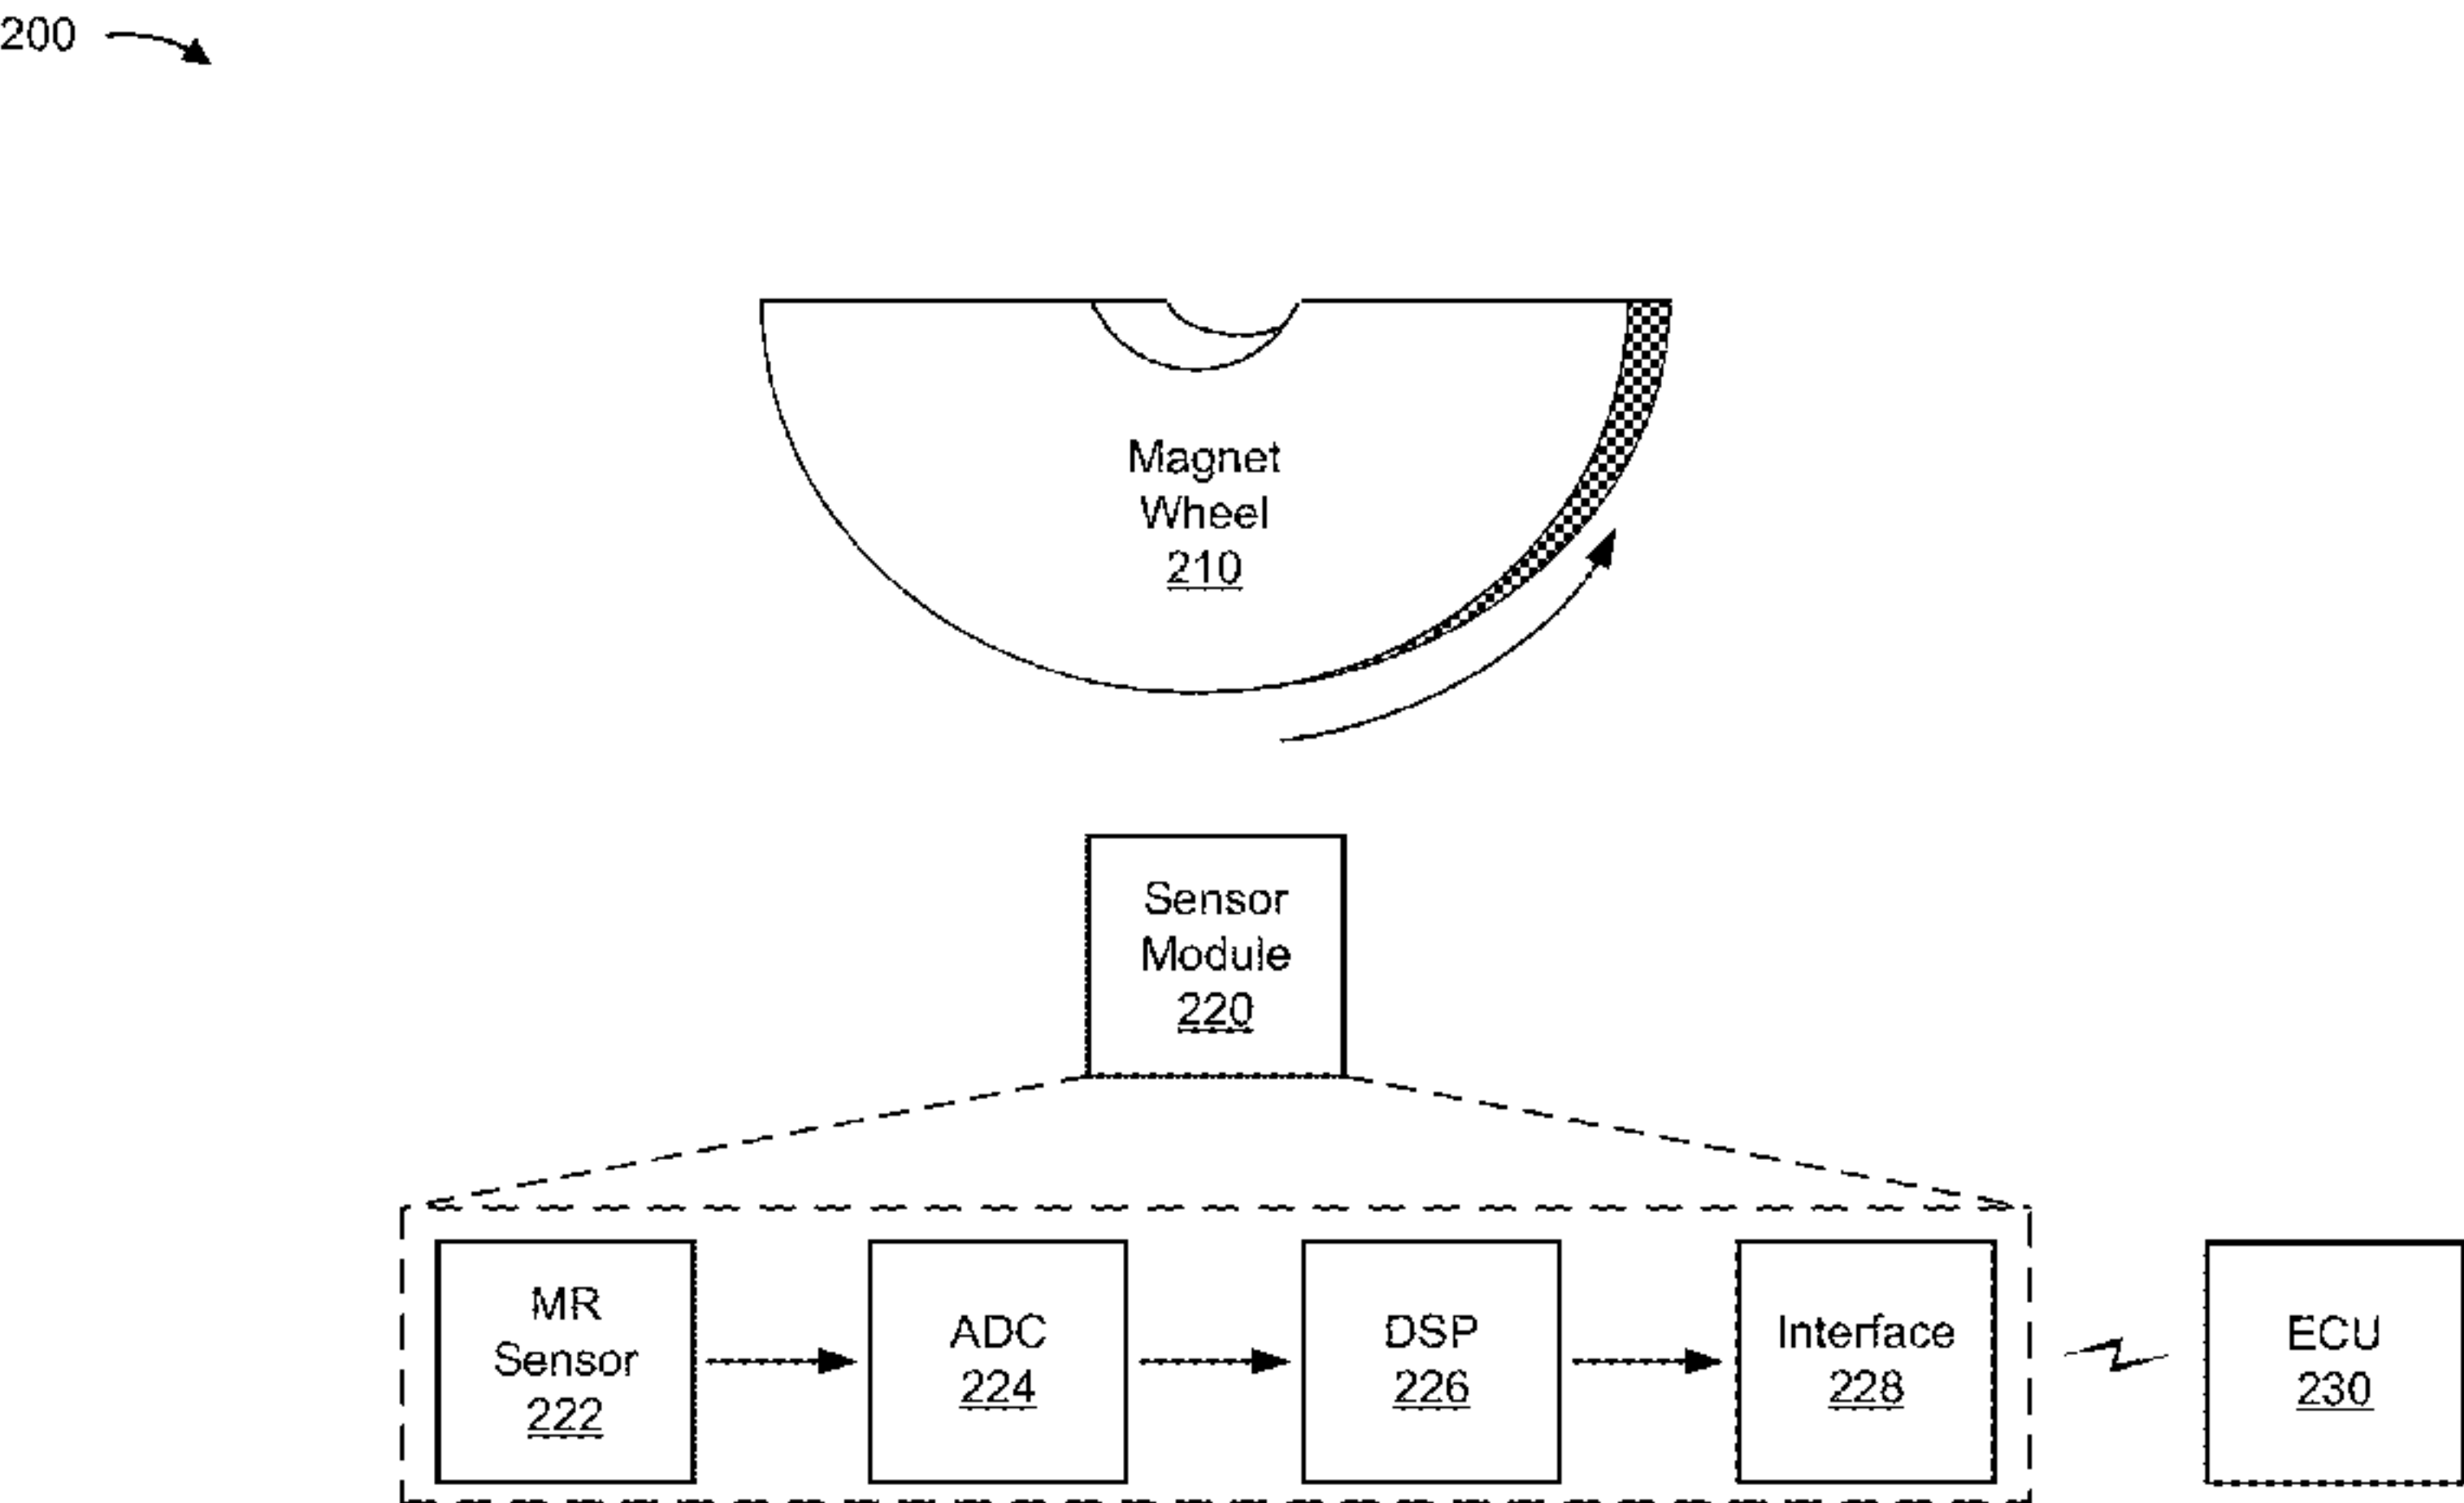 200
Magnet
Wheel
210
Sensor
Module
220
MR
Sensor
222
ADC
224
DSP
226
Interface
228
ECU
230